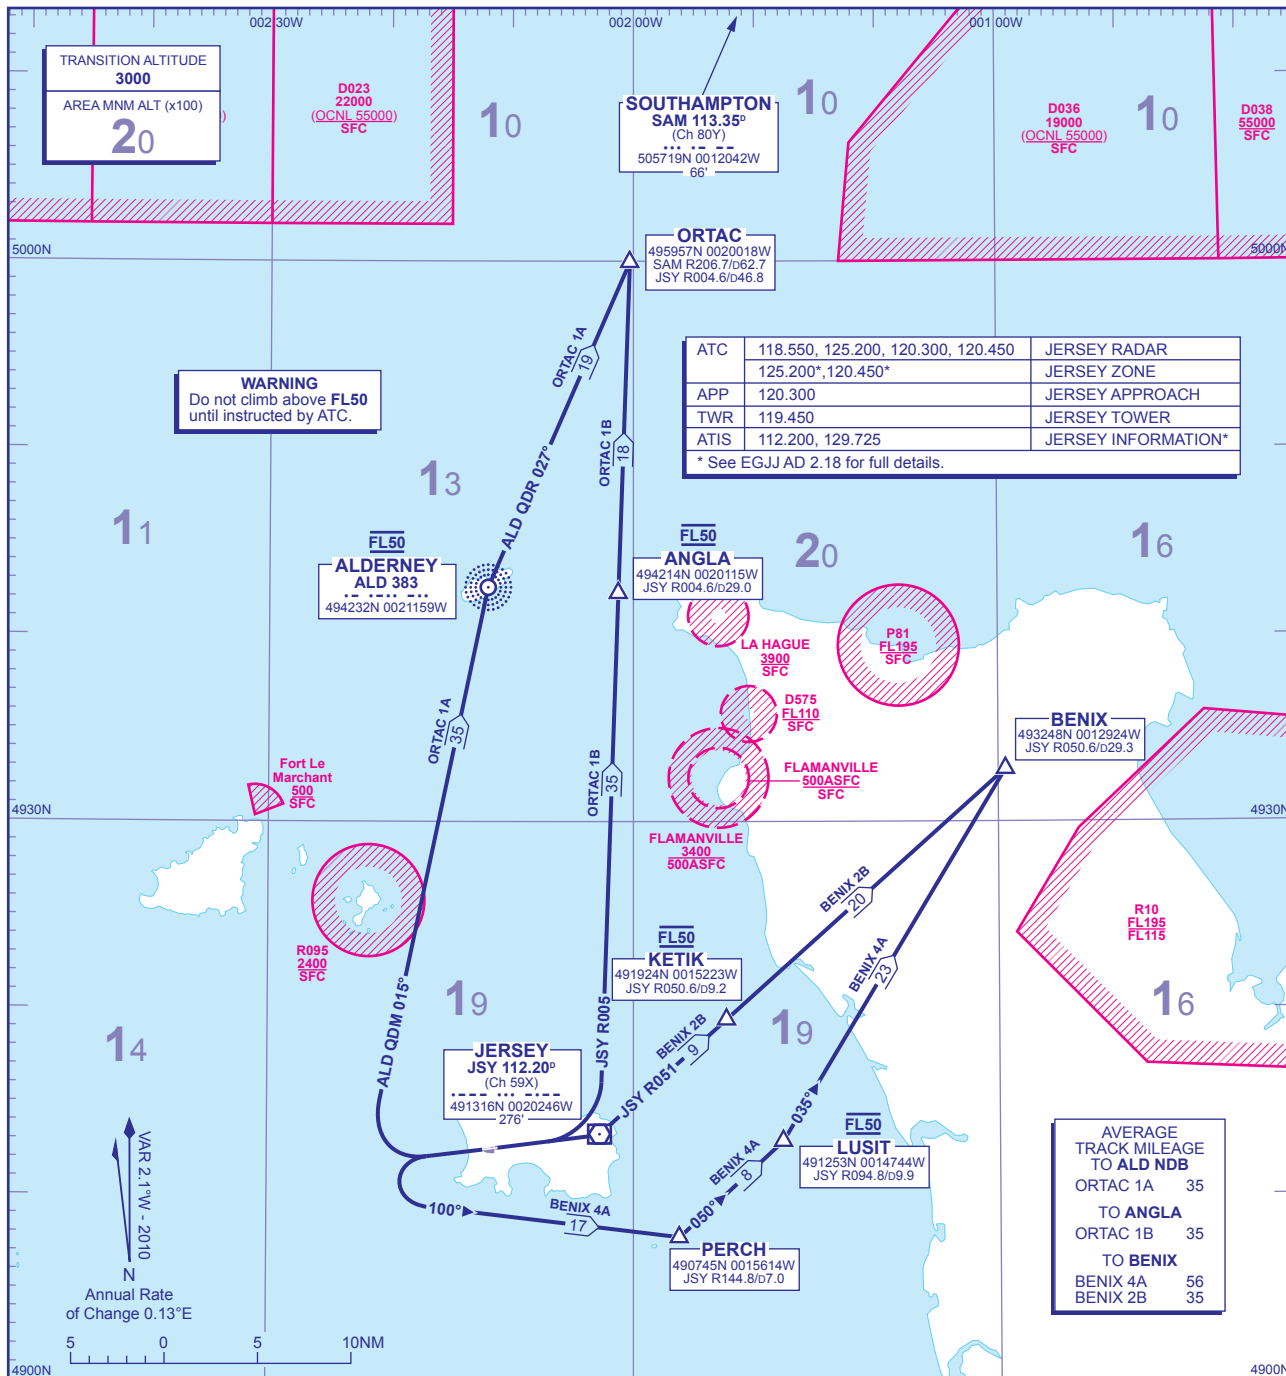 002 30W
002 00W
001 00W
TRANSITION ALTITUDE
3000
AREA MNM ALT (x100)
20
)
D023
22000
(OCNL 55000)
SFC
10
SOUTHAMPTON
SAM 113.35D
(Ch 80Y)
505719N 0012042W
66'
10
D036
19000
(OCNL 55000)
SFC
10
D038
55000
SFC
5000N
5000N
ORTAC
495957N 0020018W
SAM R206.7/D62.7
JSY R004.6/D46.8
ORTAC 1A
19
ATC 118.550, 125.200, 120.300, 120.450 JERSEY RADAR
125.200*,120.450* JERSEY ZONE
APP 120.300 JERSEY APPROACH
TWR 119.450 JERSEY TOWER
ATIS 112.200, 129.725 JERSEY INFORMATION*
* See EGJJ AD 2.18 for full details.
WARNING
Do not climb above FL50
until instructed by ATC.
ORTAC 1B
18
ALD QDR 027°
13
11
20
16
FL50
ALDERNEY
ALD 383
494232N 0021159W
FL50
ANGLA
494214N 0020115W
JSY R004.6/D29.0
LA HAGUE
3900
SFC
P81
FL195
SFC
D575
FL110
SFC
ORTAC 1A
35
ORTAC 1B
35
BENIX
493248N 0012924W
JSY R050.6/D29.3
Fort Le
Marchant
500
SFC
FLAMANVILLE
500ASFC
SFC
4930N
4930N
FLAMANVILLE
3400
500ASFC
BENIX 2B
20
R095
2400
SFC
FL50
KETIK
491924N 0015223W
JSY R050.6/D9.2
BENIX 4A
23
R10
FL195
FL115
ALD QDM 015°
19
JSY R005
BENIX 2B
9
19
16
14
JERSEY
JSY 112.20D
(Ch 59X)
491316N 0020246W
276'
JSY R051
035°
FL50
LUSIT
491253N 0014744W
JSY R094.8/D9.9
BENIX 4A
8
050°
100°
BENIX 4A
17
PERCH
490745N 0015614W
JSY R144.8/D7.0
VAR 2.1°W - 2010
N
Annual Rate
of Change 0.13°E
5 0 5 10NM
AVERAGE
TRACK MILEAGE
TO ALD NDB
ORTAC 1A 35
TO ANGLA
ORTAC 1B 35
TO BENIX
BENIX 4A 56
BENIX 2B 35
4900N
4900N